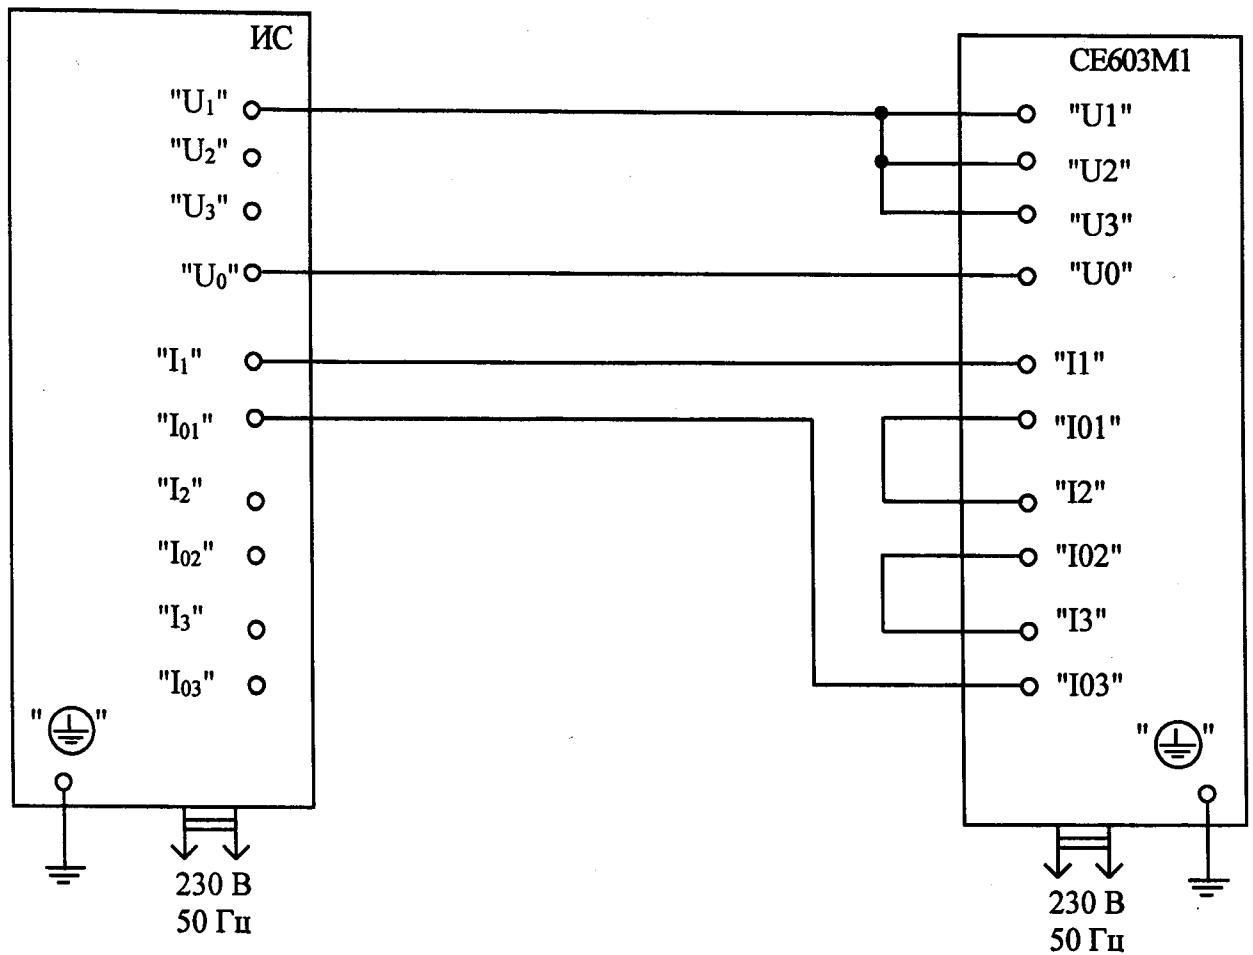 ИС
"U1"
"U2"
"U3"
"U0"
"I1"
"I01"
"I2"
"I02"
"I3"
"I03"
" "
230 В
50 Гц
CE603M1
"U1"
"U2"
"U3"
"U0"
"I1"
"I01"
"I2"
"I02"
"I3"
"I03"
" "
230 В
50 Гц